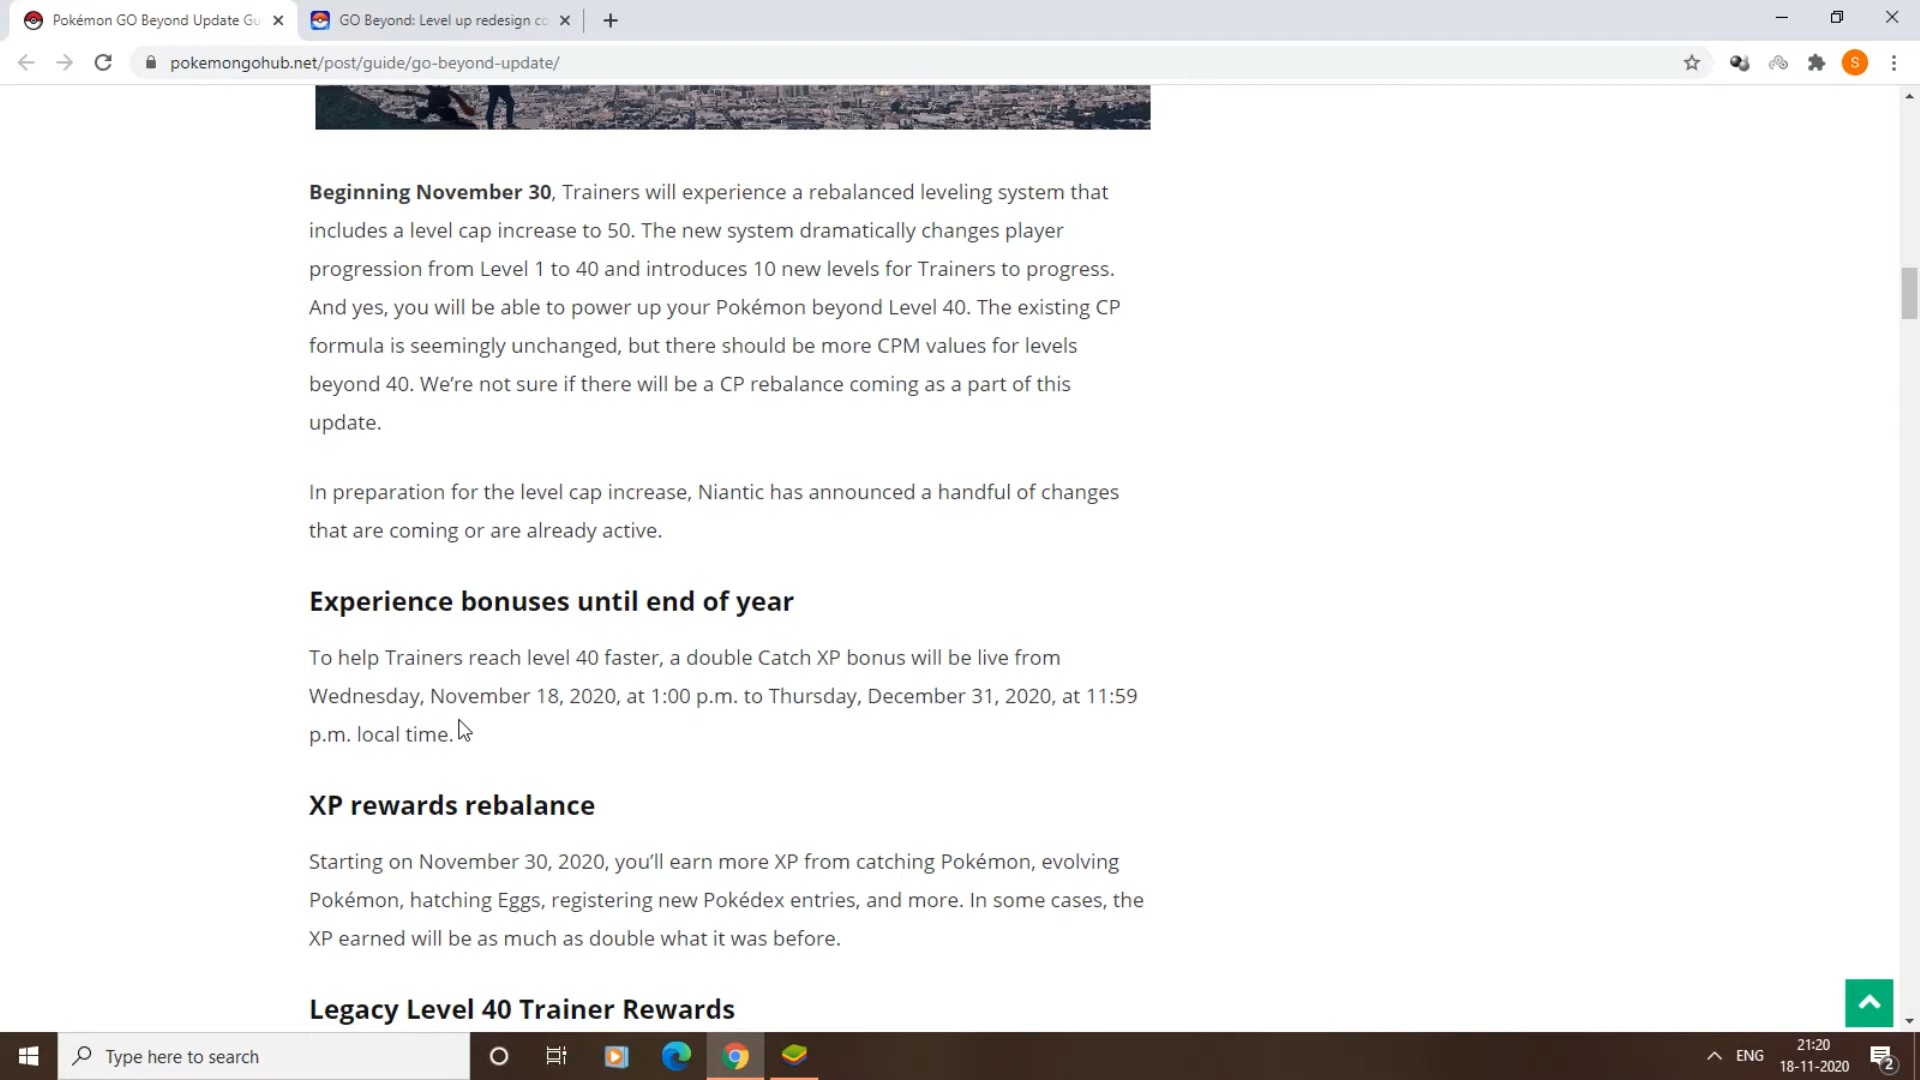 Pokémon GO Beyond Update Gu
GO Beyond: Level up redesign co
pokemongohub.net/post/guide/go-beyond-update/
S
Beginning November 30, Trainers will experience a rebalanced leveling system that
includes a level cap increase to 50. The new system dramatically changes player
progression from Level 1 to 40 and introduces 10 new levels for Trainers to progress.
And yes, you will be able to power up your Pokémon beyond Level 40. The existing CP
formula is seemingly unchanged, but there should be more CPM values for levels
beyond 40. We’re not sure if there will be a CP rebalance coming as a part of this
update.
In preparation for the level cap increase, Niantic has announced a handful of changes
that are coming or are already active.
Experience bonuses until end of year
To help Trainers reach level 40 faster, a double Catch XP bonus will be live from
Wednesday, November 18, 2020, at 1:00 p.m. to Thursday, December 31, 2020, at 11:59
p.m. local time.
XP rewards rebalance
Starting on November 30, 2020, you’ll earn more XP from catching Pokémon, evolving
Pokémon, hatching Eggs, registering new Pokédex entries, and more. In some cases, the
XP earned will be as much as double what it was before.
Legacy Level 40 Trainer Rewards
Type here to search
ENG
21:20
18-11-2020
2